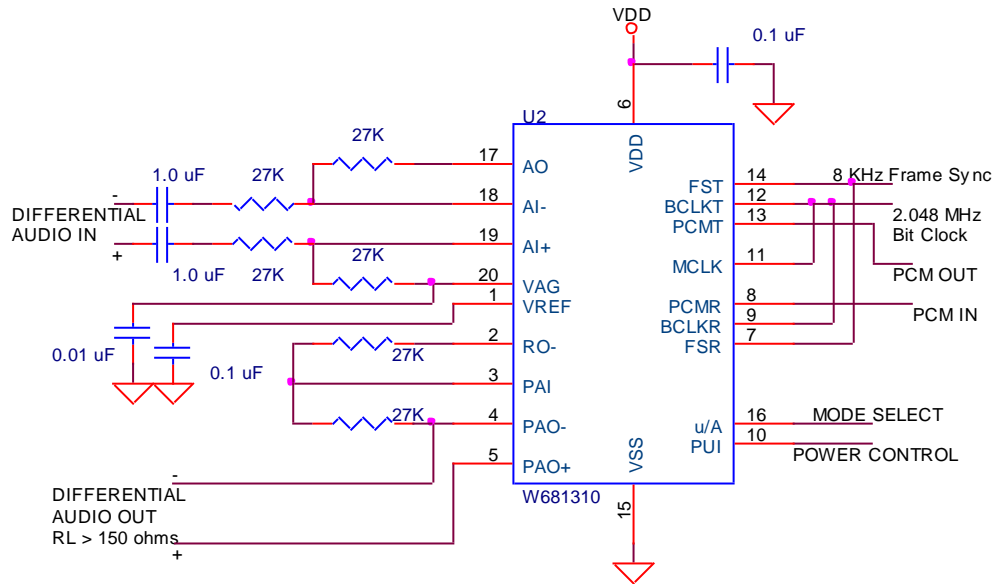 VDD
0.1 uF
6
U2
VDD
27K
17
AO
14
FST
8 KHz Frame Sync
1.0 uF
27K
18
AI-
12
BCLKT
-
DIFFERENTIAL
AUDIO IN
+
13
PCMT
2.048 MHz
Bit Clock
19
AI+
1.0 uF
27K
11
MCLK
PCM OUT
27K
20
VAG
1
VREF
8
PCMR
PCM IN
9
BCLKR
0.01 uF
0.1 uF
2
RO-
27K
7
FSR
3
PAI
27K
4
PAO-
16
u/A
MODE SELECT
10
PUI
POWER CONTROL
5
PAO+
VSS
-
DIFFERENTIAL
AUDIO OUT
RL > 150 ohms
+
W681310
15